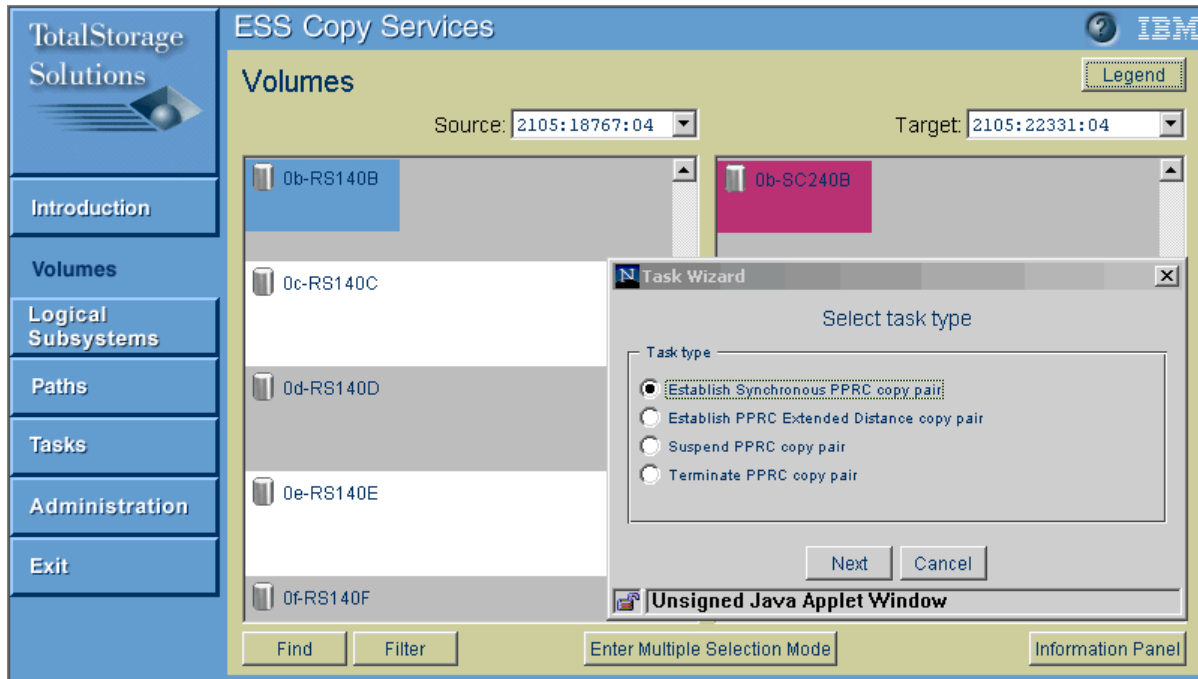 TotalStorage
Solutions
ESS Copy Services
IBM
Volumes
Legend
Source: 2105:18767:04
Target: 2105:22331:04
Introduction
Volumes
Logical
Subsystems
Paths
Tasks
Administration
Exit
0b-RS140B
0c-RS140C
0d-RS140D
0e-RS140E
0f-RS140F
0b-SC240B
Task Wizard
Select task type
Task type
Establish Synchronous PPRC copy pair
Establish PPRC Extended Distance copy pair
Suspend PPRC copy pair
Terminate PPRC copy pair
Next Cancel
Unsigned Java Applet Window
Find Filter Enter Multiple Selection Mode Information Panel